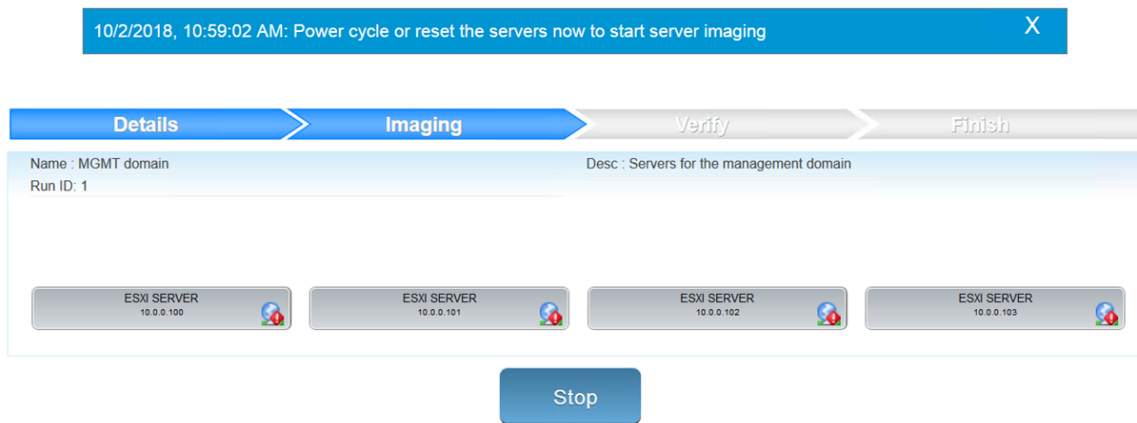 10/2/2018, 10:59:02 AM: Power cycle or reset the servers now to start server imaging X
Details Imaging Verify Finish
Name : MGMT domain Desc : Servers for the management domain
Run ID: 1
ESXI SERVER ESXI SERVER ESXI SERVER ESXI SERVER
10.0.0.100 10.0.0.101 10.0.0.102 10.0.0.103
Stop